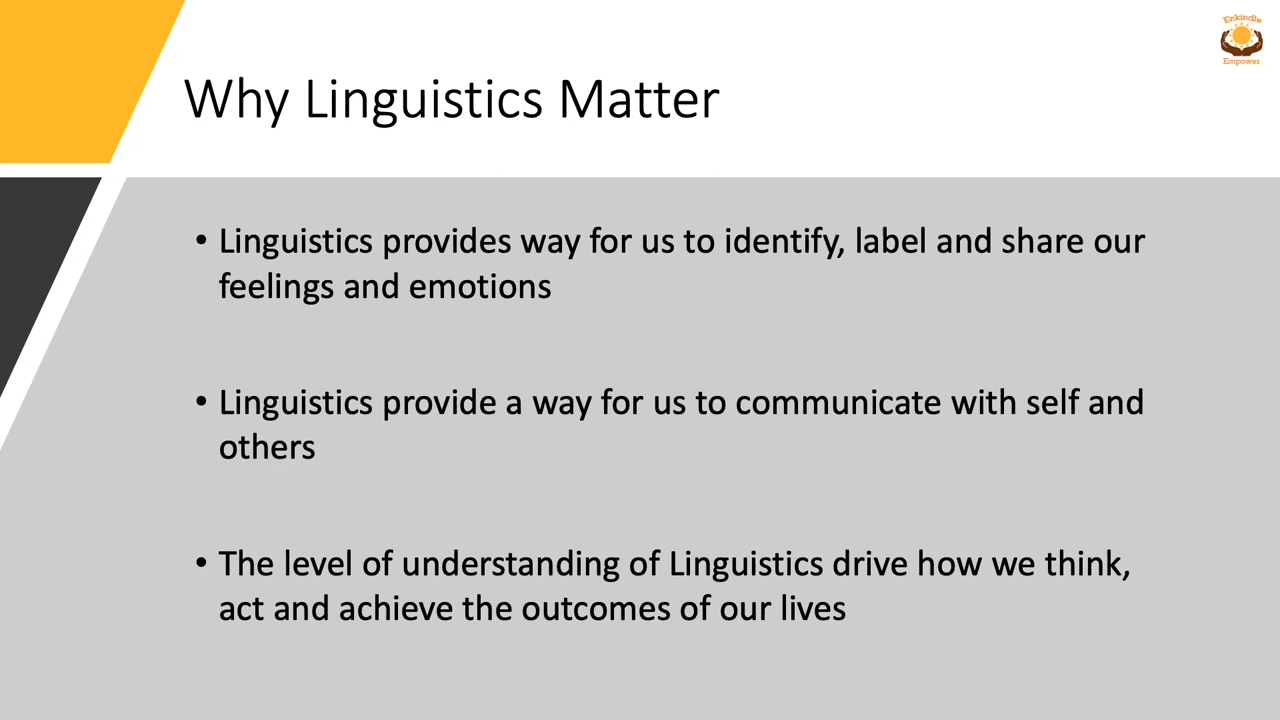 Enkindle
Empower
Why Linguistics Matter
• Linguistics provides way for us to identify, label and share our
feelings and emotions
• Linguistics provide a way for us to communicate with self and
others
• The level of understanding of Linguistics drive how we think,
act and achieve the outcomes of our lives